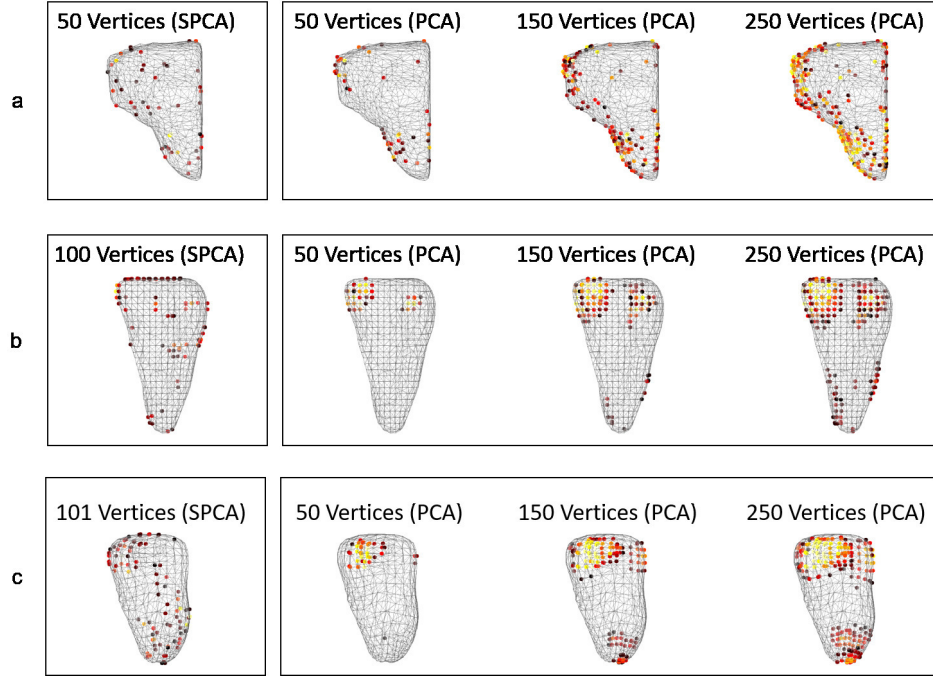 50 Vertices (SPCA) 50 Vertices (PCA) 150 Vertices (PCA) 250 Vertices (PCA)
a
100 Vertices (SPCA) 50 Vertices (PCA) 150 Vertices (PCA) 250 Vertices (PCA)
b
101 Vertices (SPCA) 50 Vertices (PCA) 150 Vertices (PCA) 250 Vertices (PCA)
c